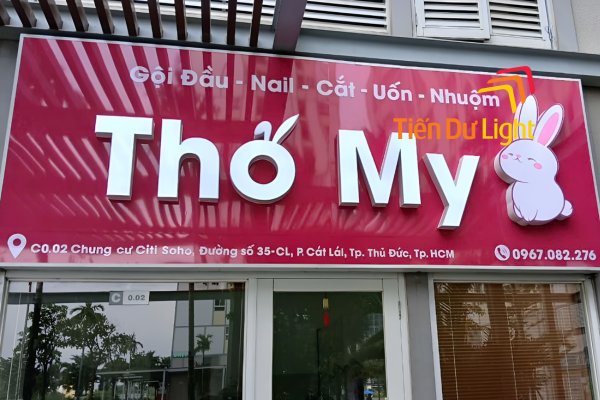 Gội Đầu - Nail - Cắt - Uốn - Nhuộm
Tiến Dư Light
Thỏ My
C0.02 Chung cư Citi Soho, Đường số 35-CL, P. Cát Lái, Tp. Thủ Đức, Tp. HCM
0967.082.276
C 0.02